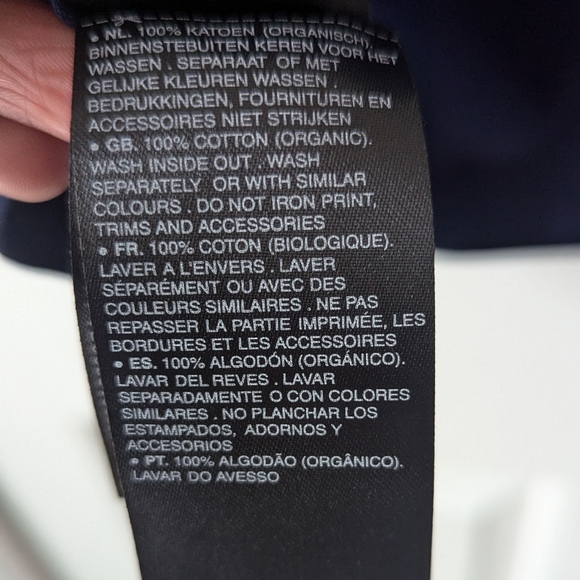 • NL. 100% KATOEN (ORGANISCH).
BINNENSTEBUITEN KEREN VOOR HET
WASSEN . SEPARAAT OF MET
GELIJKE KLEUREN WASSEN .
BEDRUKKINGEN, FOURNITUREN EN
ACCESSOIRES NIET STRIJKEN
• GB. 100% COTTON (ORGANIC).
WASH INSIDE OUT . WASH
SEPARATELY OR WITH SIMILAR
COLOURS . DO NOT IRON PRINT,
TRIMS AND ACCESSORIES
• FR. 100% COTON (BIOLOGIQUE).
LAVER A L'ENVERS . LAVER
SÉPARÉMENT OU AVEC DES
COULEURS SIMILAIRES . NE PAS
REPASSER LA PARTIE IMPRIMÉE, LES
BORDURES ET LES ACCESSOIRES
• ES. 100% ALGODÓN (ORGÁNICO).
LAVAR DEL REVES . LAVAR
SEPARADAMENTE O CON COLORES
SIMILARES . NO PLANCHAR LOS
ESTAMPADOS, ADORNOS Y
ACCESORIOS
• PT. 100% ALGODÃO (ORGÂNICO).
LAVAR DO AVESSO